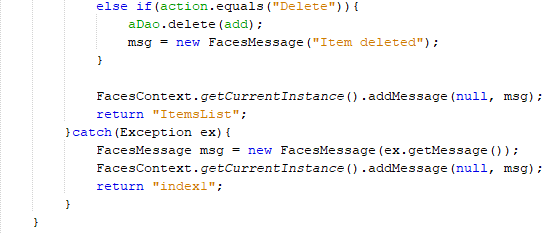 else if(action.equals("Delete")){
aDao.delete(add);
msg = new FacesMessage("Item deleted");
}
FacesContext.getCurrentInstance().addMessage(null, msg);
return "ItemsList";
}catch(Exception ex){
FacesMessage msg = new FacesMessage(ex.getMessage());
FacesContext.getCurrentInstance().addMessage(null, msg);
return "index1";
}
}